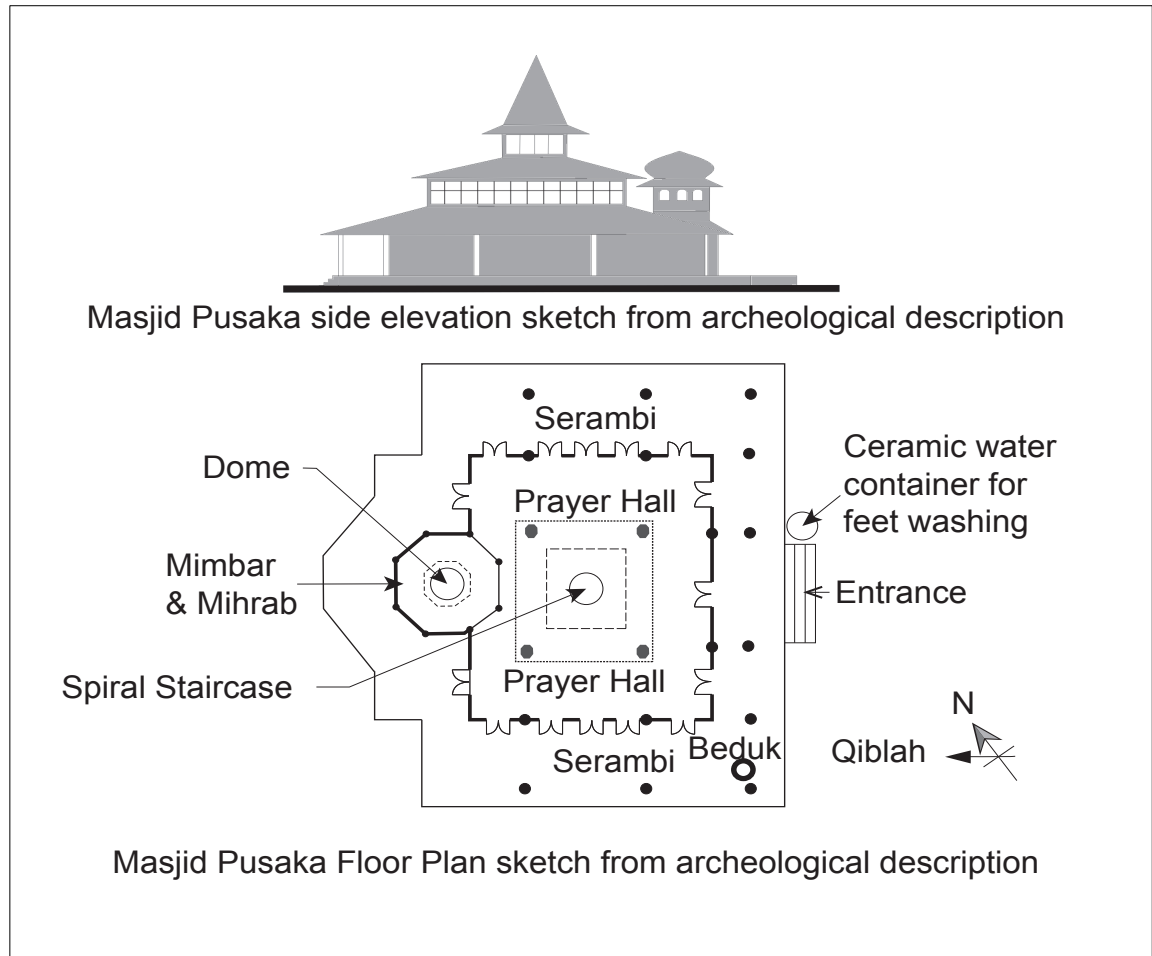 Masjid Pusaka side elevation sketch from archeological description
Serambi
Dome
Ceramic water
container for
feet washing
Prayer Hall
Mimbar
& Mihrab
Entrance
Spiral Staircase
Prayer Hall
N
Serambi
Beduk
Qiblah
Masjid Pusaka Floor Plan sketch from archeological description